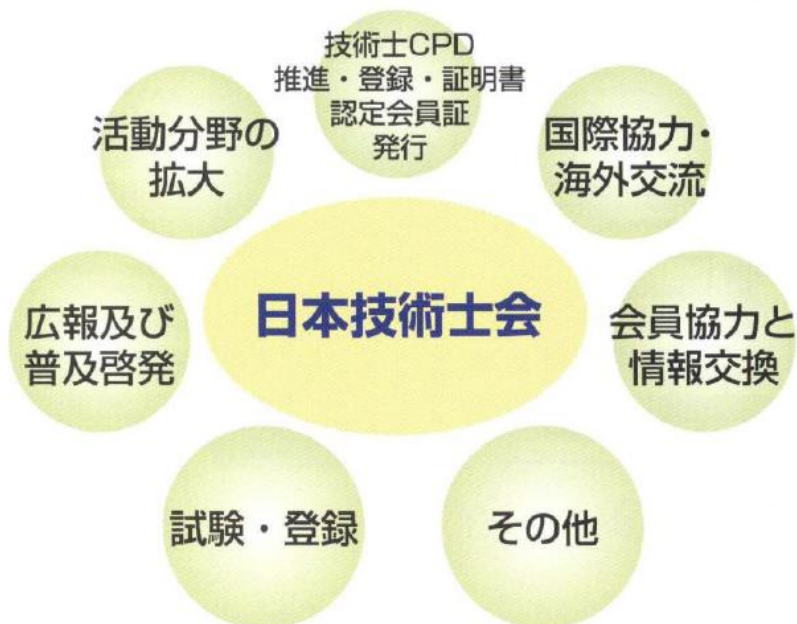 技術士CPD
推進・登録・証明書
認定会員証
発行
活動分野の
拡大
国際協力・
海外交流
日本技術士会
広報及び
普及啓発
会員協力と
情報交換
試験・登録
その他